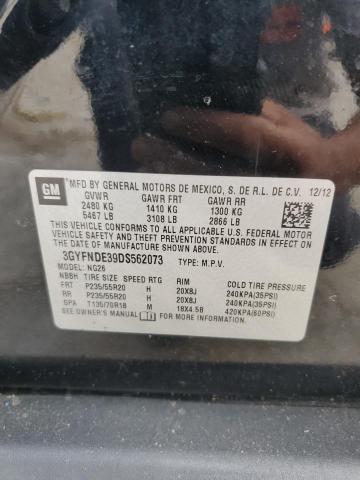 GM
MFD BY GENERAL MOTORS DE MEXICO, S. DE R.L. DE C.V. 12/12
GVWR GAWR FRT GAWR RR
2480 KG 1410 KG 1300 KG
5467 LB 3108 LB 2866 LB
THIS VEHICLE CONFORMS TO ALL APPLICABLE U.S. FEDERAL MOTOR
VEHICLE SAFETY, BUMPER, AND THEFT PREVENTION STANDARDS IN
EFFECT ON THE DATE OF MANUFACTURE SHOWN ABOVE.
3GYFNDE39DS562073 TYPE: M.P.V.
MODEL: NG26
NBBH TIRE SIZE SPEED RTG RIM COLD TIRE PRESSURE
FRT P235/55R20 H 20X8J 240KPA(35PSI)
RR P235/55R20 H 20X8J 240KPA(35PSI)
SPA T135/70R18 M 18X4.5B 420KPA(60PSI)
SEE OWNER'S MANUAL FOR ADDITIONAL INFORMATION.